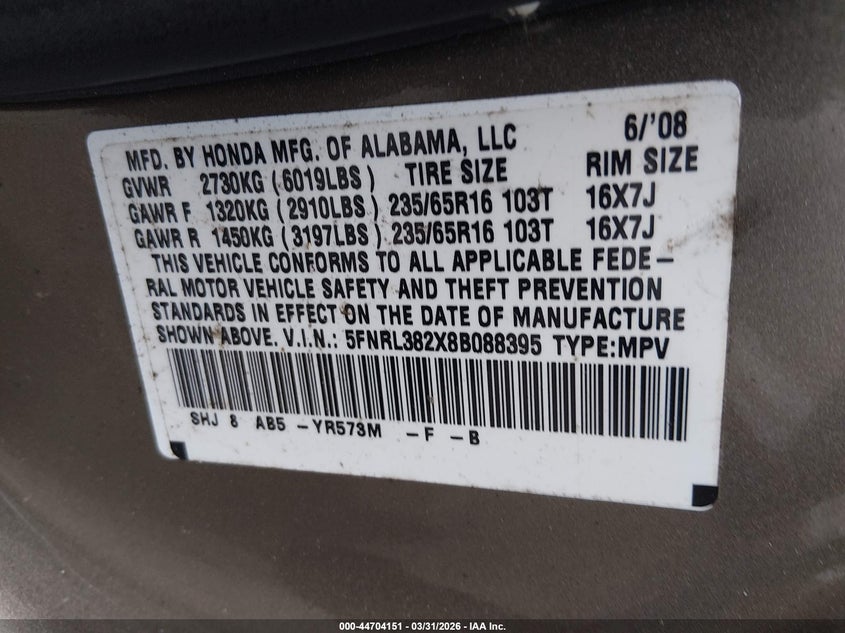 MFD. BY HONDA MFG. OF ALABAMA, LLC 6/'08
GVWR 2730KG (6019LBS) TIRE SIZE RIM SIZE
GAWR F 1320KG (2910LBS) 235/65R16 103T 16X7J
GAWR R 1450KG (3197LBS) 235/65R16 103T 16X7J
THIS VEHICLE CONFORMS TO ALL APPLICABLE FEDE-
RAL MOTOR VEHICLE SAFETY AND THEFT PREVENTION
STANDARDS IN EFFECT ON THE DATE OF MANUFACTURE
SHOWN ABOVE. V.I.N.: 5FNRL382X8B088395 TYPE:MPV
SHJ 8 AB5 -YR573M -F -B
000-44704151 - 03/31/2026 - IAA Inc.